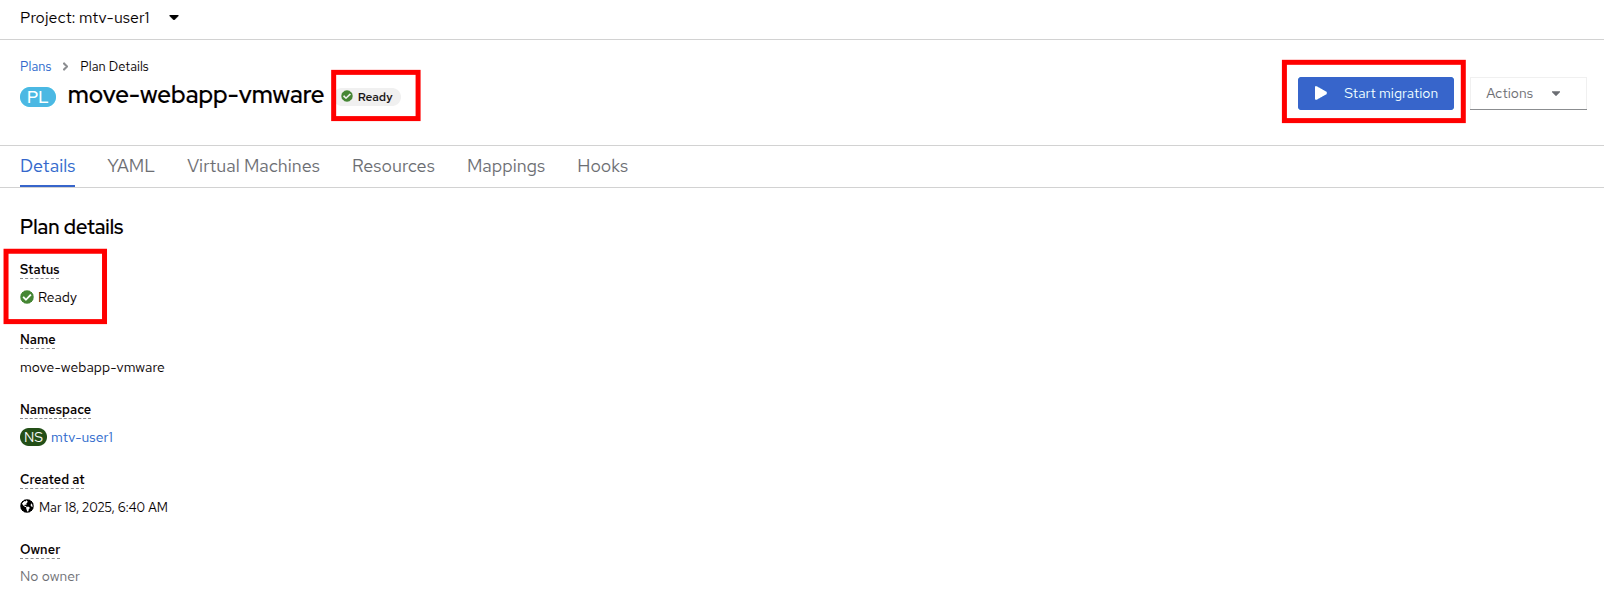 Project: mtv-user1
Plans > Plan Details
PL move-webapp-vmware Ready
Start migration
Actions
Details YAML Virtual Machines Resources Mappings Hooks
Plan details
Status
Ready
Name
move-webapp-vmware
Namespace
NS mtv-user1
Created at
Mar 18, 2025, 6:40 AM
Owner
No owner